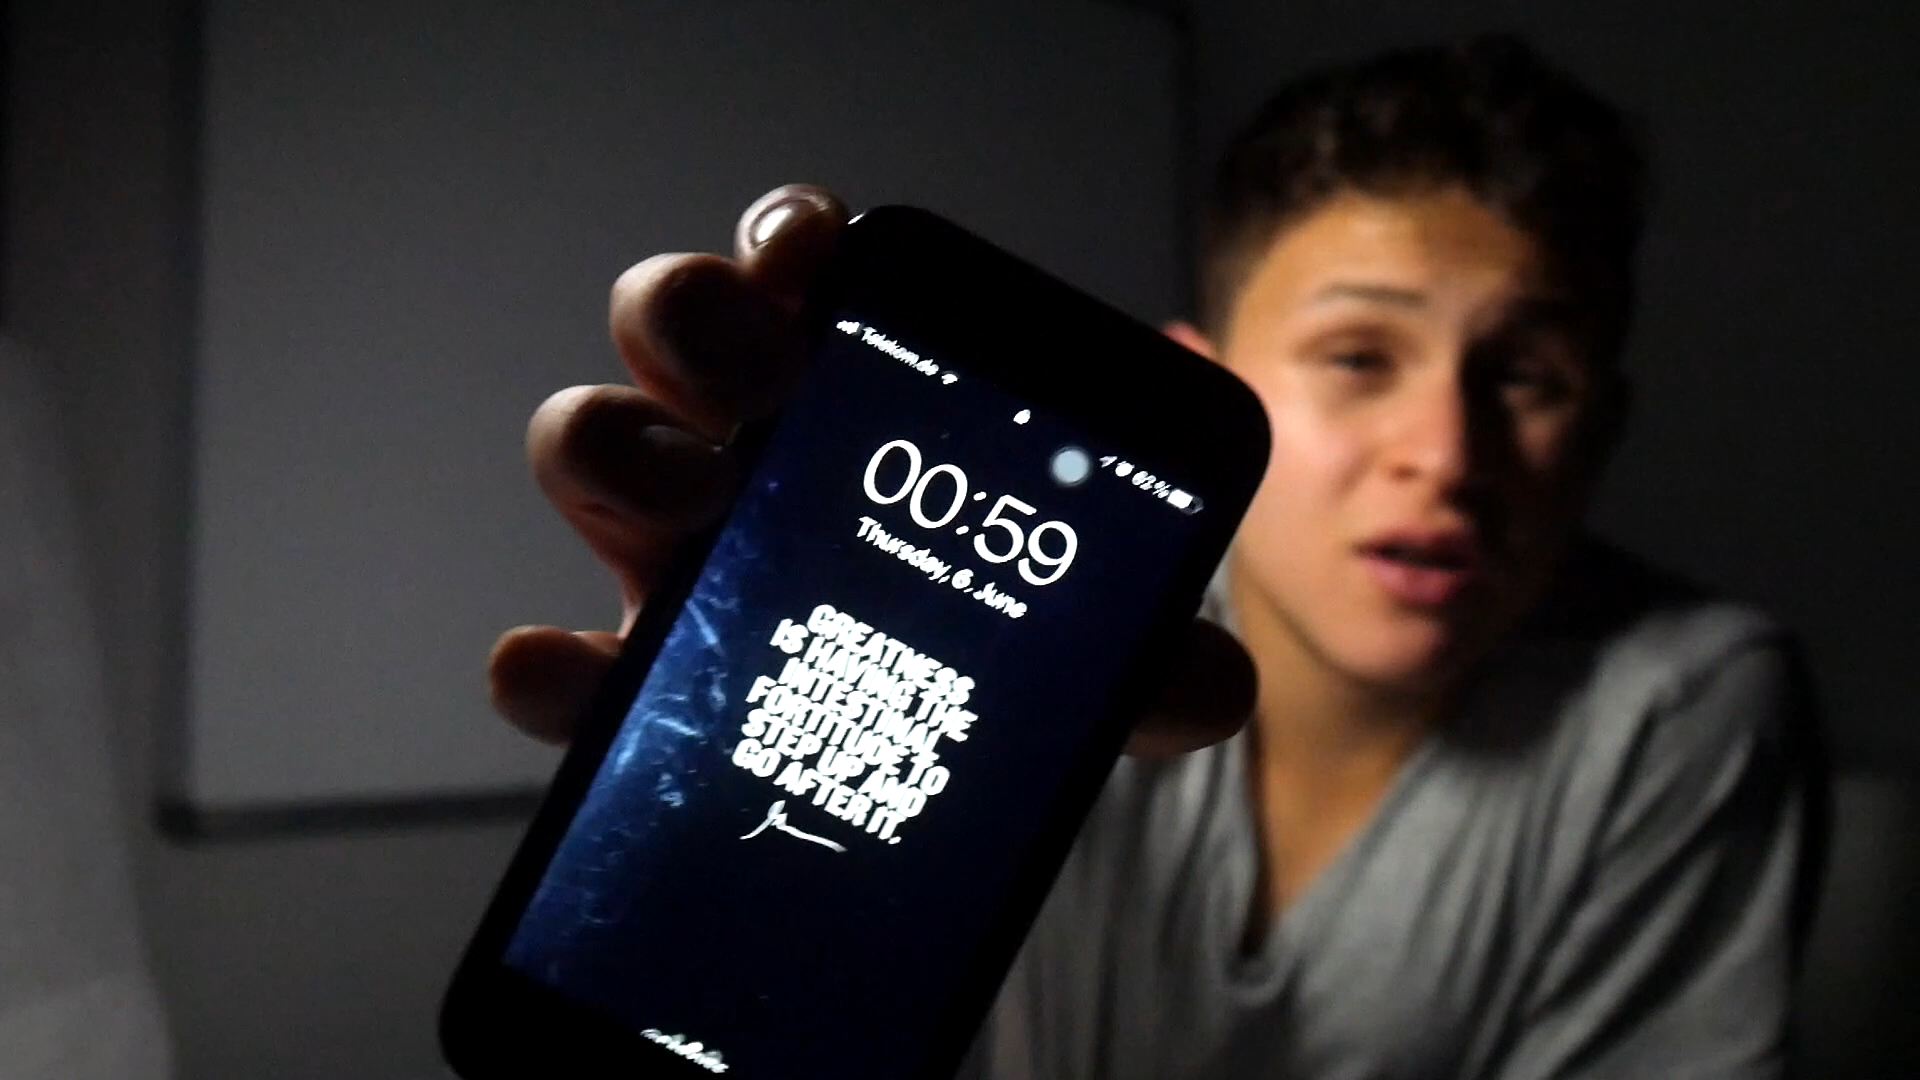 Telekom.de
62 %
00:59
Thursday, 6. June
GREATNESS
IS HAVING THE
INTESTINAL
FORTITUDE TO
STEP UP AND
GO AFTER IT.